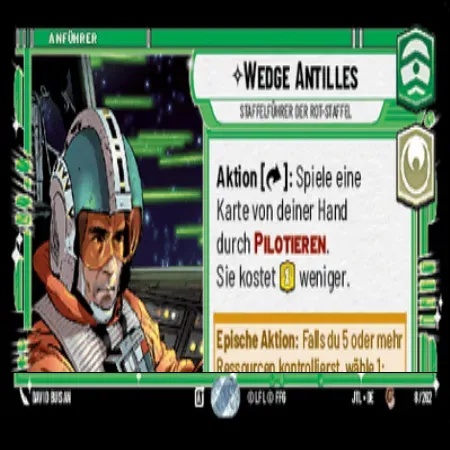 ANFÜHRER
WEDGE ANTILLES
STAFFELFÜHRER DER ROT-STAFFEL
Aktion [ ]: Spiele eine
Karte von deiner Hand
durch PILOTIEREN.
Sie kostet 1 weniger.
Epische Aktion: Falls du 5 oder mehr
Ressourcen kontrollierst, wähle 1:
DAVID BUISAN
© LFL © FFG
JTL • DE
8/262